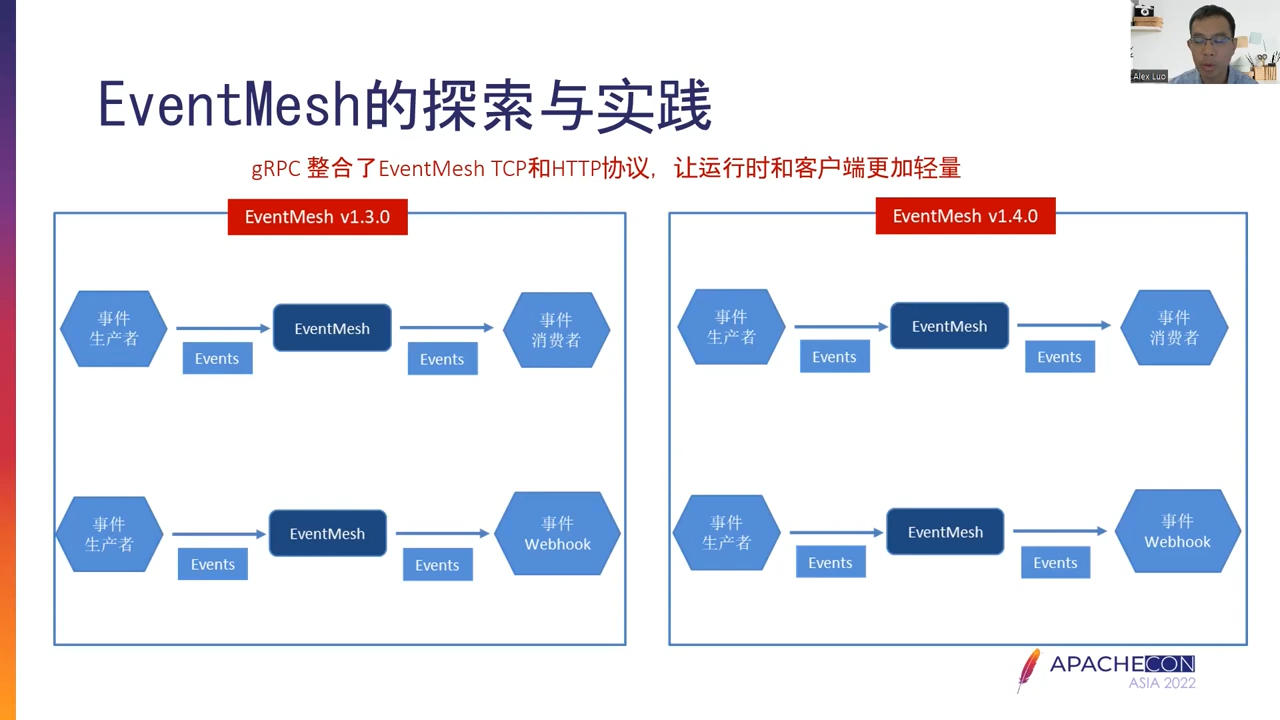 Alex Luo
EventMesh的探索与实践
gRPC 整合了EventMesh TCP和HTTP协议，让运行时和客户端更加轻量
EventMesh v1.3.0
事件
生产者
Events
EventMesh
Events
事件
消费者
事件
生产者
Events
EventMesh
Events
事件
Webhook
EventMesh v1.4.0
事件
生产者
Events
EventMesh
Events
事件
消费者
事件
生产者
Events
EventMesh
Events
事件
Webhook
APACHECON
ASIA 2022